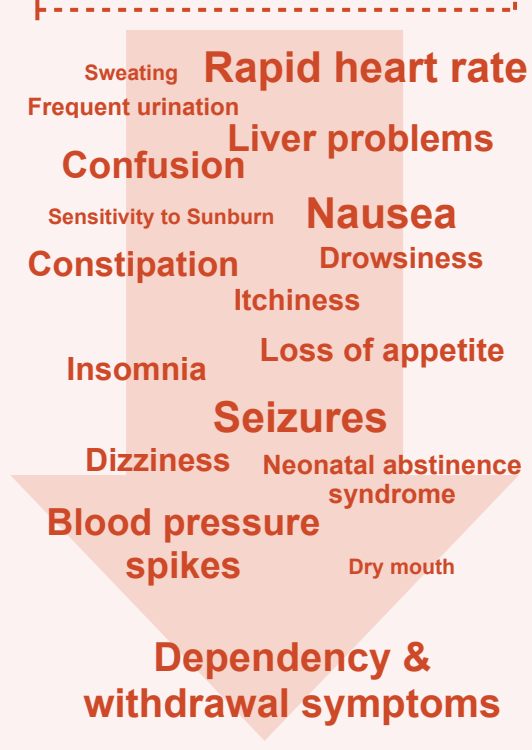 Rapid heart rate
Sweating
Frequent urination
Liver problems
Confusion
Nausea
Sensitivity to Sunburn
Drowsiness
Constipation
Itchiness
Loss of appetite
Insomnia
Seizures
Dizziness
Neonatal abstinence
syndrome
Blood pressure
spikes
Dry mouth
Dependency &
withdrawal symptoms